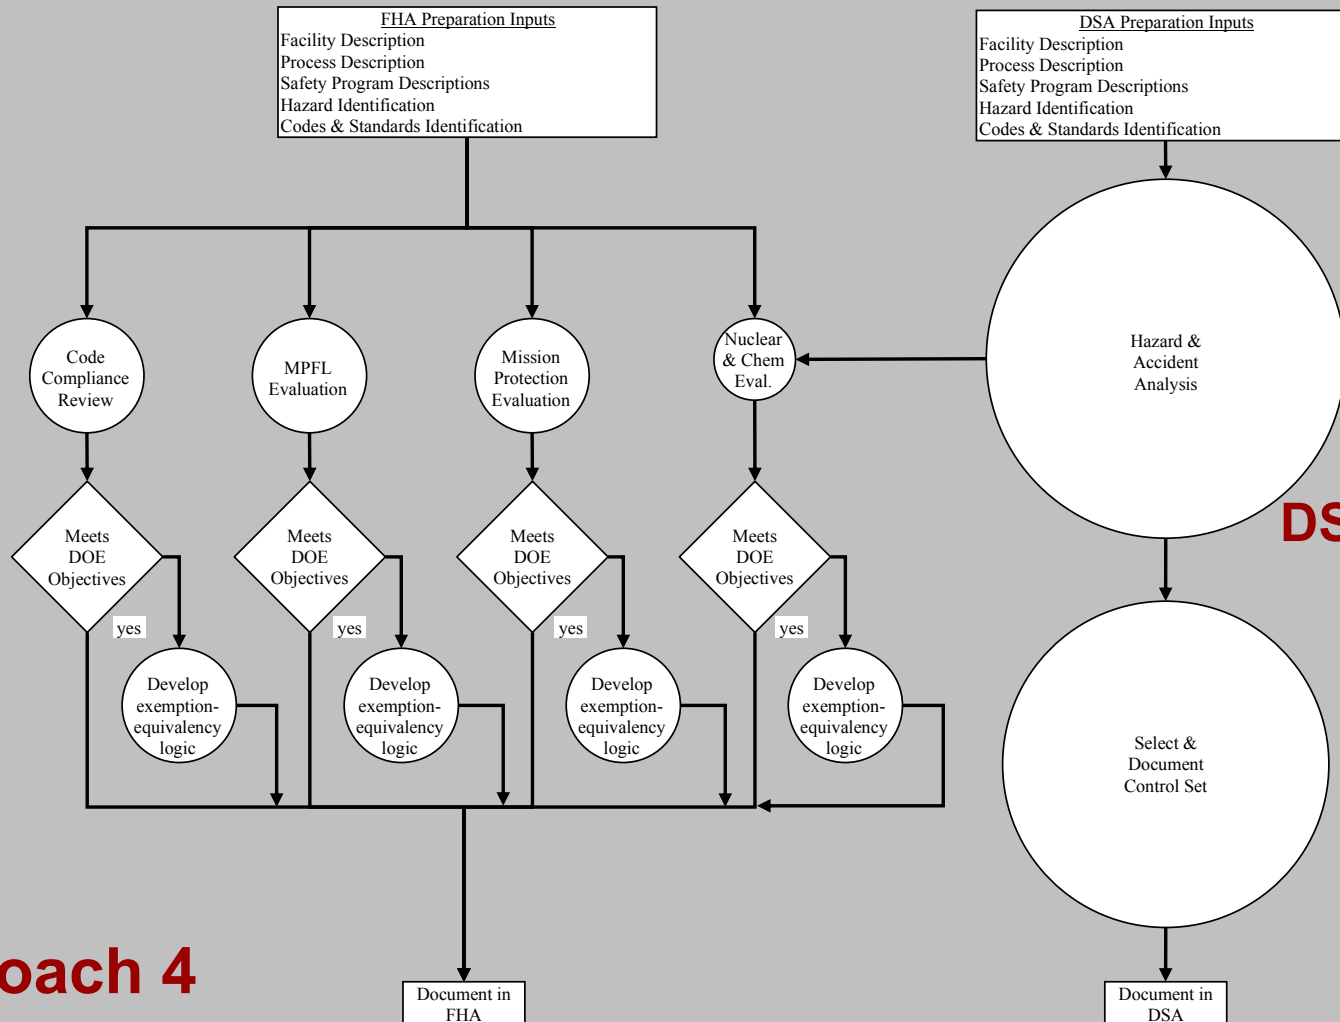 FHA Preparation Inputs
Facility Description
Process Description
Safety Program Descriptions
Hazard Identification
Codes & Standards Identification
DSA Preparation Inputs
Facility Description
Process Description
Safety Program Descriptions
Hazard Identification
Codes & Standards Identification
Code
Compliance
Review
MPFL
Evaluation
Mission
Protection
Evaluation
Nuclear
& Chem
Eval.
Hazard &
Accident
Analysis
Meets
DOE
Objectives
Meets
DOE
Objectives
Meets
DOE
Objectives
Meets
DOE
Objectives
DS
yes
yes
yes
yes
Develop
exemption-
equivalency
logic
Develop
exemption-
equivalency
logic
Develop
exemption-
equivalency
logic
Develop
exemption-
equivalency
logic
Select &
Document
Control Set
oach 4
Document in
FHA
Document in
DSA